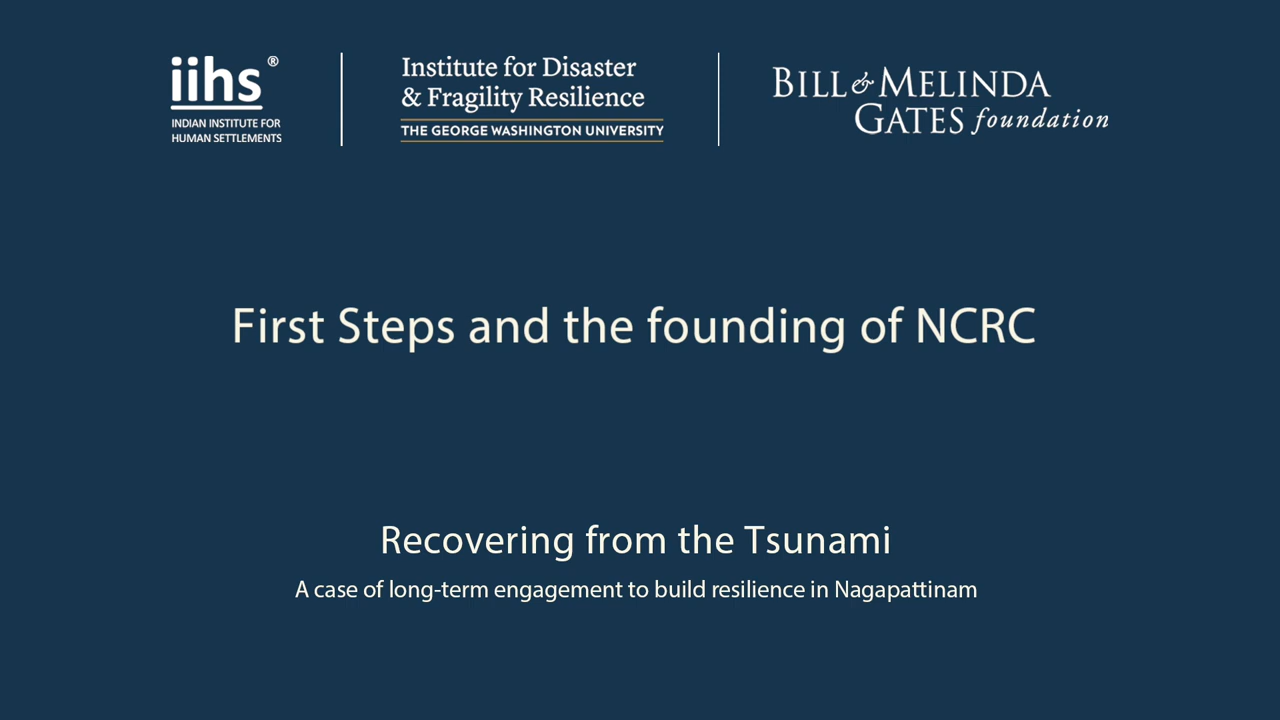 iihs®
INDIAN INSTITUTE FOR
HUMAN SETTLEMENTS
Institute for Disaster
& Fragility Resilience
THE GEORGE WASHINGTON UNIVERSITY
BILL & MELINDA
GATES foundation
First Steps and the founding of NCRC
Recovering from the Tsunami
A case of long-term engagement to build resilience in Nagapattinam